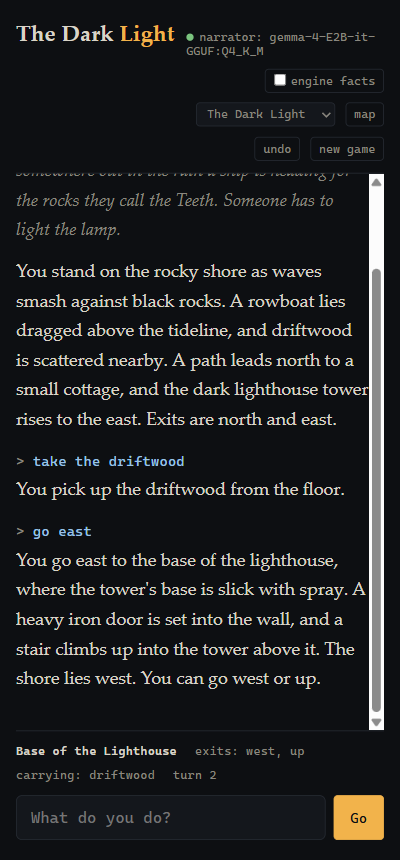 The Dark Light
narrator: gemma-4-E2B-it-
GGUF:Q4_K_M
engine facts
The Dark Light
map
undo
new game
somewhere out in the rain a ship is heading for
the rocks they call the Teeth. Someone has to
light the lamp.
You stand on the rocky shore as waves
smash against black rocks. A rowboat lies
dragged above the tideline, and driftwood
is scattered nearby. A path leads north to a
small cottage, and the dark lighthouse tower
rises to the east. Exits are north and east.
> take the driftwood
You pick up the driftwood from the floor.
> go east
You go east to the base of the lighthouse,
where the tower's base is slick with spray. A
heavy iron door is set into the wall, and a
stair climbs up into the tower above it. The
shore lies west. You can go west or up.
Base of the Lighthouse exits: west, up
carrying: driftwood turn 2
What do you do?
Go